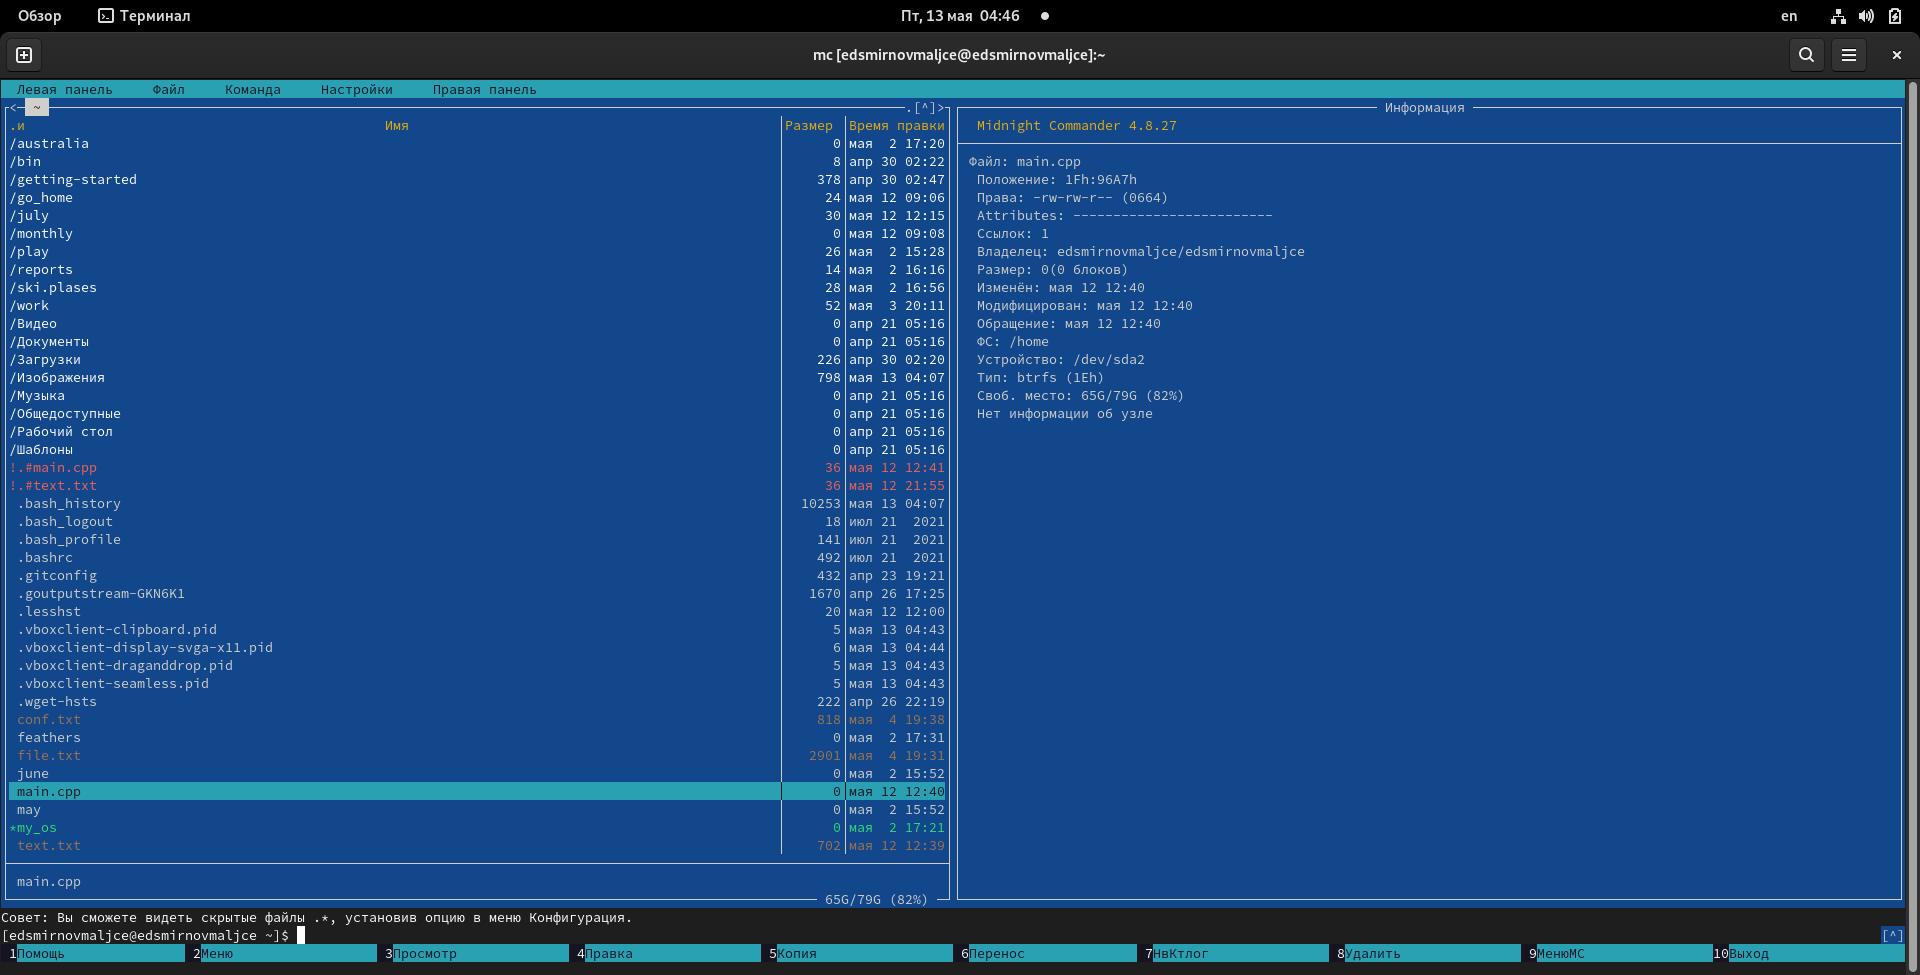 Обзор Терминал Пт, 13 мая 04:46 en
mc [edsmirnovmaljce@edsmirnovmaljce]:~
Левая панель Файл Команда Настройки Правая панель
<─ ~ .[^]>
.и Имя Размер Время правки
/australia 0 мая 2 17:20
/bin 8 апр 30 02:22
/getting-started 378 апр 30 02:47
/go_home 24 мая 12 09:06
/july 30 мая 12 12:15
/monthly 0 мая 12 09:08
/play 26 мая 2 15:28
/reports 14 мая 2 16:16
/ski.plases 28 мая 2 16:56
/work 52 мая 3 20:11
/Видео 0 апр 21 05:16
/Документы 0 апр 21 05:16
/Загрузки 226 апр 30 02:20
/Изображения 798 мая 13 04:07
/Музыка 0 апр 21 05:16
/Общедоступные 0 апр 21 05:16
/Рабочий стол 0 апр 21 05:16
/Шаблоны 0 апр 21 05:16
!.#main.cpp 36 мая 12 12:41
!.#text.txt 36 мая 12 21:55
.bash_history 10253 мая 13 04:07
.bash_logout 18 июл 21 2021
.bash_profile 141 июл 21 2021
.bashrc 492 июл 21 2021
.gitconfig 432 апр 23 19:21
.goutputstream-GKN6K1 1670 апр 26 17:25
.lesshst 20 мая 12 12:00
.vboxclient-clipboard.pid 5 мая 13 04:43
.vboxclient-display-svga-x11.pid 6 мая 13 04:44
.vboxclient-draganddrop.pid 5 мая 13 04:43
.vboxclient-seamless.pid 5 мая 13 04:43
.wget-hsts 222 апр 26 22:19
conf.txt 818 мая 4 19:38
feathers 0 мая 2 17:31
file.txt 2901 мая 4 19:31
june 0 мая 2 15:52
main.cpp 0 мая 12 12:40
may 0 мая 2 15:52
*my_os 0 мая 2 17:21
text.txt 702 мая 12 12:39
main.cpp
65G/79G (82%)
Информация
Midnight Commander 4.8.27
Файл: main.cpp
Положение: 1Fh:96A7h
Права: -rw-rw-r-- (0664)
Attributes: -------------------------
Ссылок: 1
Владелец: edsmirnovmaljce/edsmirnovmaljce
Размер: 0(0 блоков)
Изменён: мая 12 12:40
Модифицирован: мая 12 12:40
Обращение: мая 12 12:40
ФС: /home
Устройство: /dev/sda2
Тип: btrfs (1Eh)
Своб. место: 65G/79G (82%)
Нет информации об узле
Совет: Вы сможете видеть скрытые файлы .*, установив опцию в меню Конфигурация.
[edsmirnovmaljce@edsmirnovmaljce ~]$ [^]
1Помощь 2Меню 3Просмотр 4Правка 5Копия 6Перенос 7НвКтлог 8Удалить 9МенюMC 10Выход